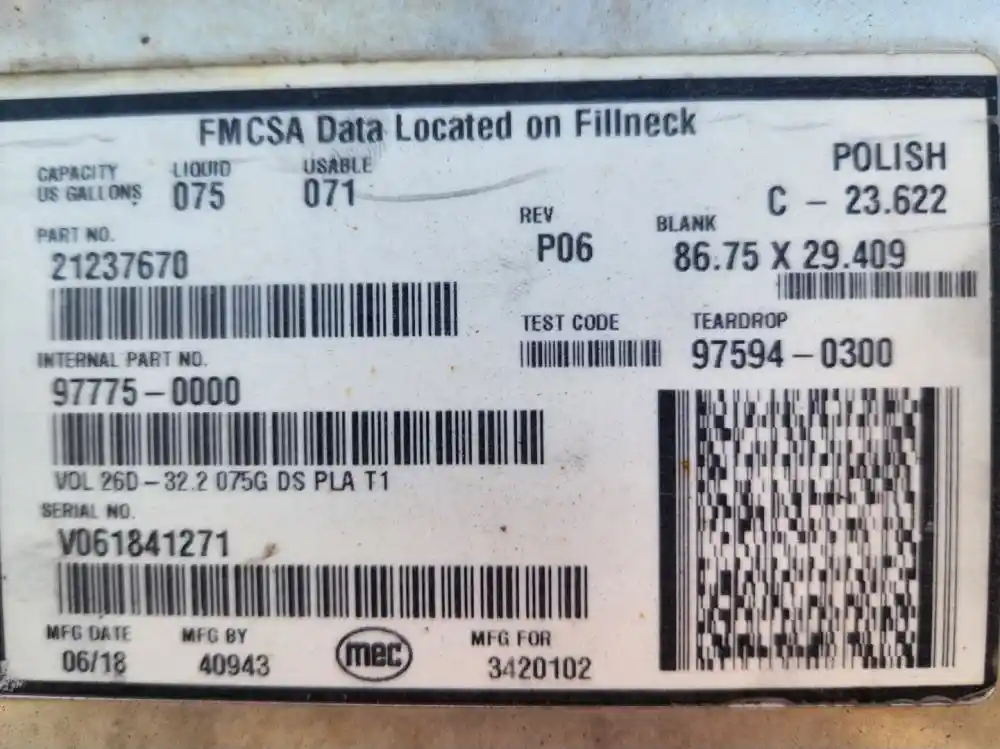 FMCSA Data Located on Fillneck
CAPACITY LIQUID USABLE
US GALLONS 075 071
POLISH
C - 23.622
PART NO.
21237670
REV
P06
BLANK
86.75 X 29.409
TEST CODE
TEARDROP
97594-0300
INTERNAL PART NO.
97775-0000
VOL 26D-32.2 075G DS PLA T1
SERIAL NO.
V061841271
MFG DATE MFG BY MFG FOR
06/18 40943 mec 3420102